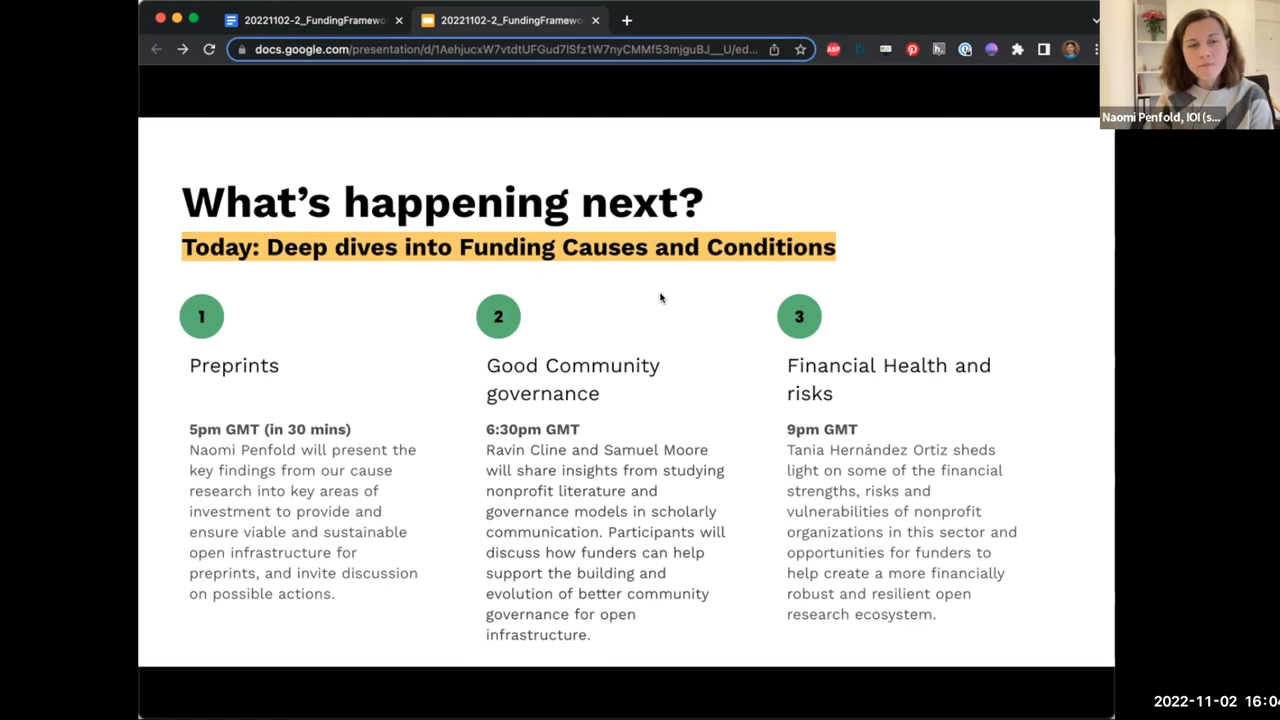 20221102-2_FundingFramewo
20221102-2_FundingFramewo
docs.google.com/presentation/d/1AehjucxW7vtdtUFGud7lSfz1W7nyCMMf53mjguBJ__U/ed...
ABP
Naomi Penfold, IOI (s...
What's happening next?
Today: Deep dives into Funding Causes and Conditions
1
Preprints
5pm GMT (in 30 mins)
Naomi Penfold will present the
key findings from our cause
research into key areas of
investment to provide and
ensure viable and sustainable
open infrastructure for
preprints, and invite discussion
on possible actions.
2
Good Community
governance
6:30pm GMT
Ravin Cline and Samuel Moore
will share insights from studying
nonprofit literature and
governance models in scholarly
communication. Participants will
discuss how funders can help
support the building and
evolution of better community
governance for open
infrastructure.
3
Financial Health and
risks
9pm GMT
Tania Hernández Ortiz sheds
light on some of the financial
strengths, risks and
vulnerabilities of nonprofit
organizations in this sector and
opportunities for funders to
help create a more financially
robust and resilient open
research ecosystem.
2022-11-02 16:04